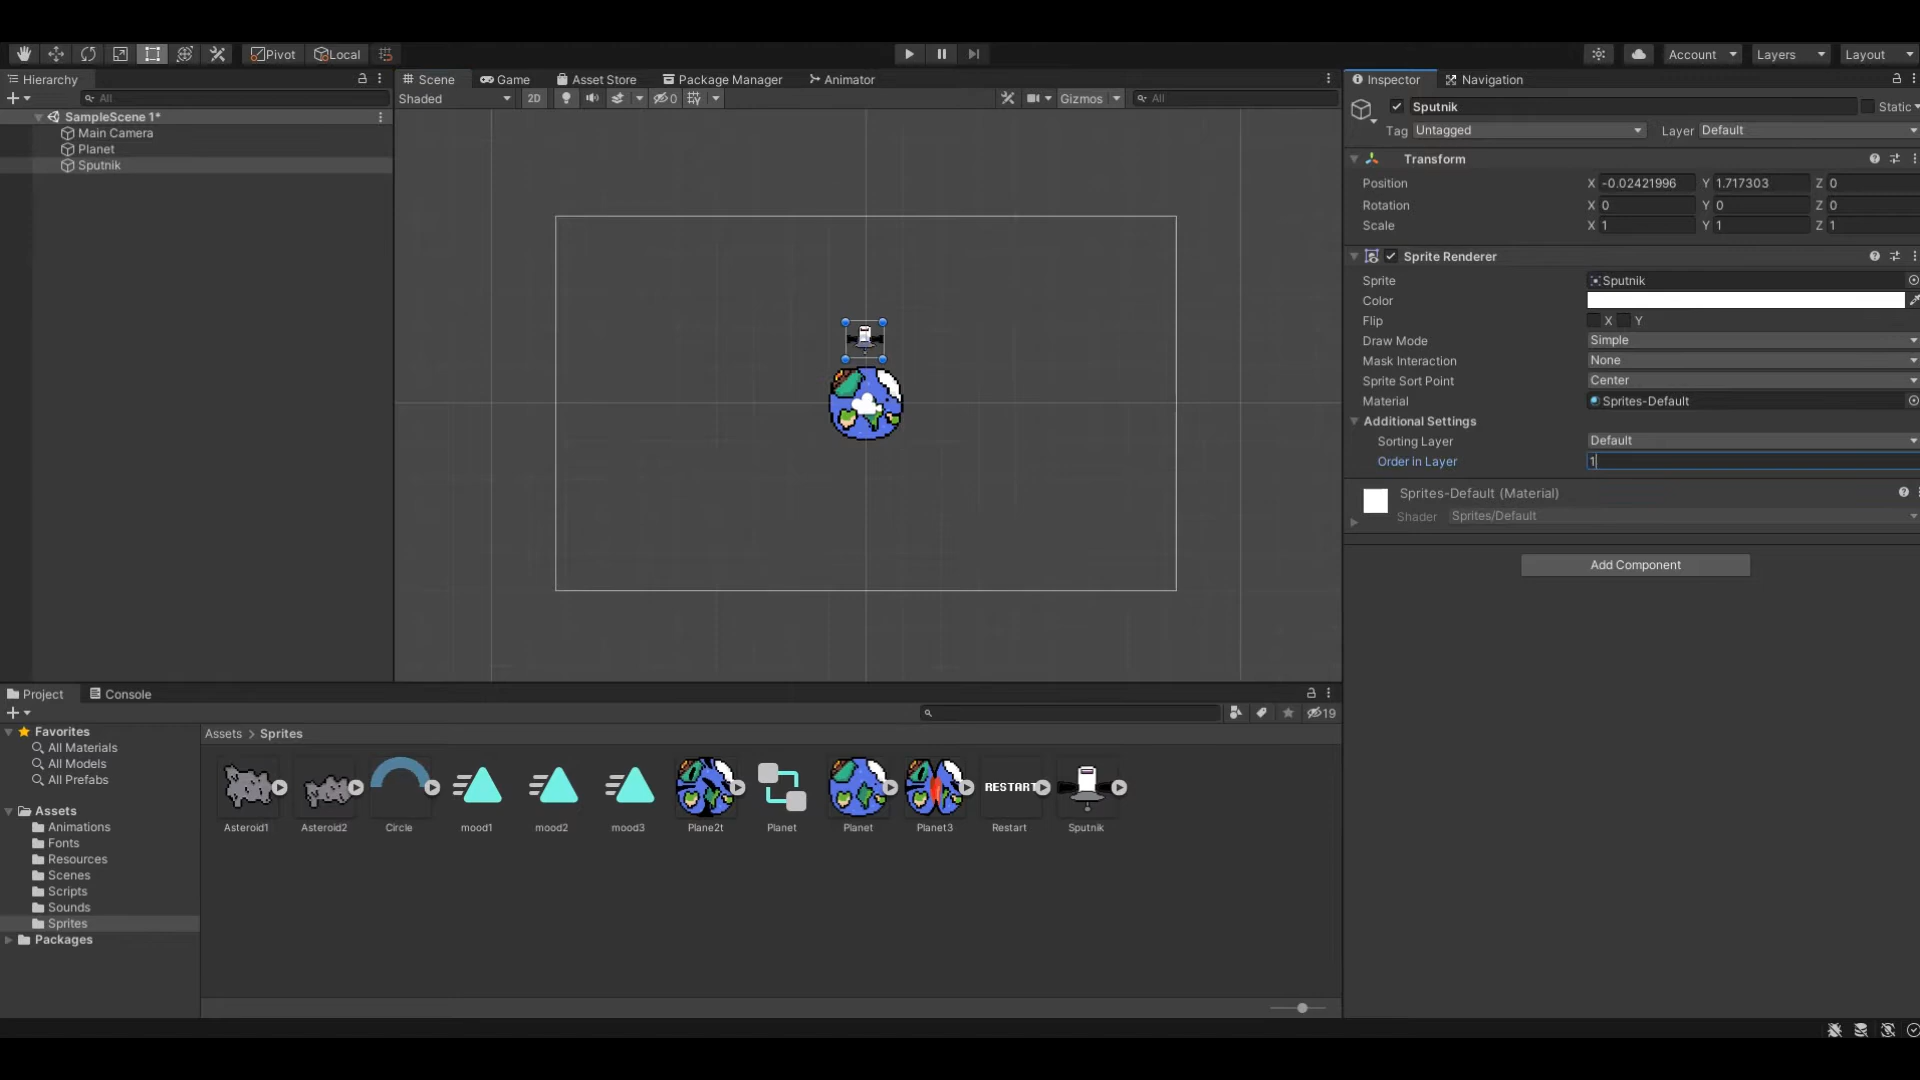 Pivot Local Account Layers Layout
Hierarchy Scene Game Asset Store Package Manager Animator Inspector Navigation
All Shaded 2D 0 Gizmos All
SampleScene 1*
Main Camera
Planet
Sputnik
Sputnik Static
Tag Untagged Layer Default
Transform
Position X -0.02421996 Y 1.717303 Z 0
Rotation X 0 Y 0 Z 0
Scale X 1 Y 1 Z 1
Sprite Renderer
Sprite Sputnik
Color
Flip X Y
Draw Mode Simple
Mask Interaction None
Sprite Sort Point Center
Material Sprites-Default
Additional Settings
Sorting Layer Default
Order in Layer 1
Sprites-Default (Material)
Shader Sprites/Default
Add Component
Project Console
19
Favorites
All Materials
All Models
All Prefabs
Assets
Animations
Fonts
Resources
Scenes
Scripts
Sounds
Sprites
Packages
Assets > Sprites
RESTART
Asteroid1 Asteroid2 Circle mood1 mood2 mood3 Plane2t Planet Planet Planet3 Restart Sputnik